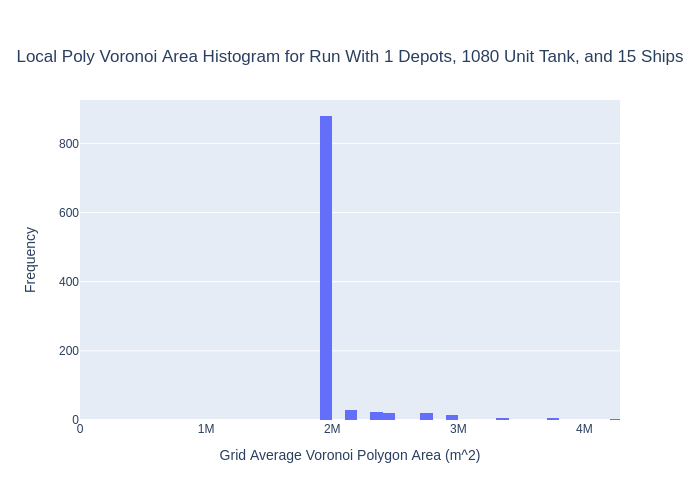 Local Poly Voronoi Area Histogram for Run With 1 Depots, 1080 Unit Tank, and 15 Ships
800
600
400
200
0
0 1M 2M 3M 4M
Frequency
Grid Average Voronoi Polygon Area (m^2)